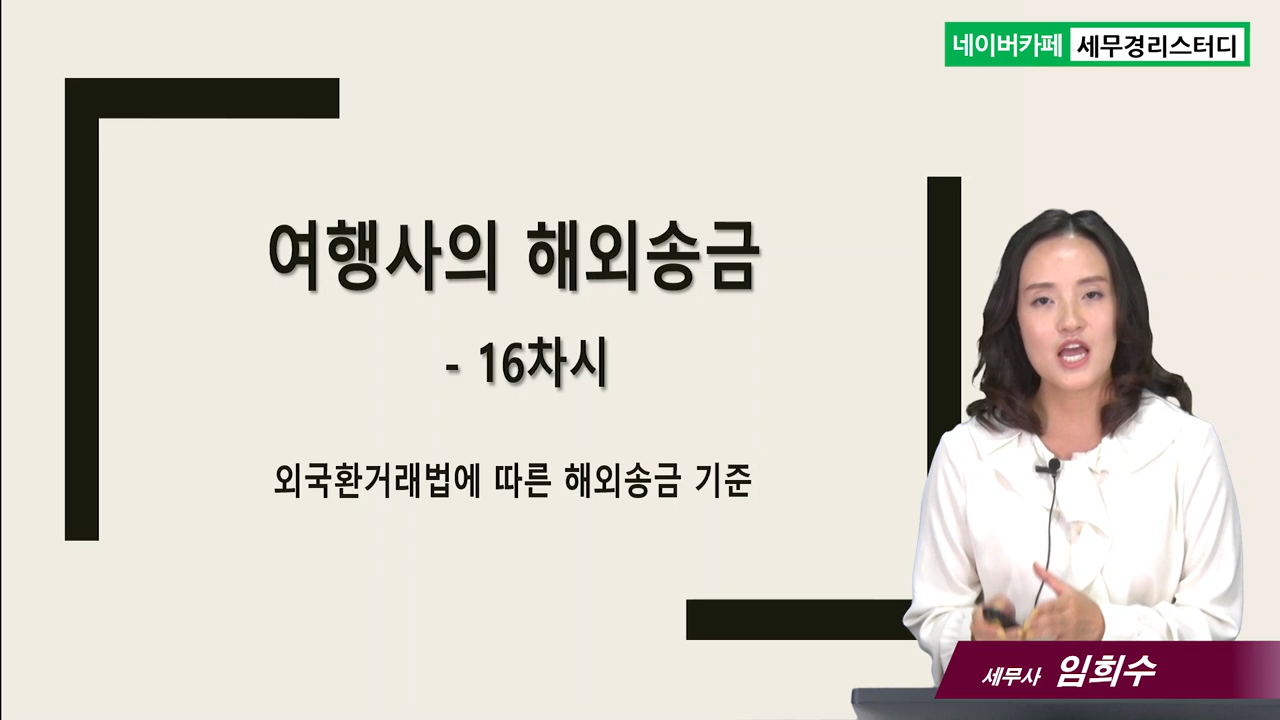 네이버카페 세무경리스터디
여행사의 해외송금
- 16차시
외국환거래법에 따른 해외송금 기준
세무사 임희수